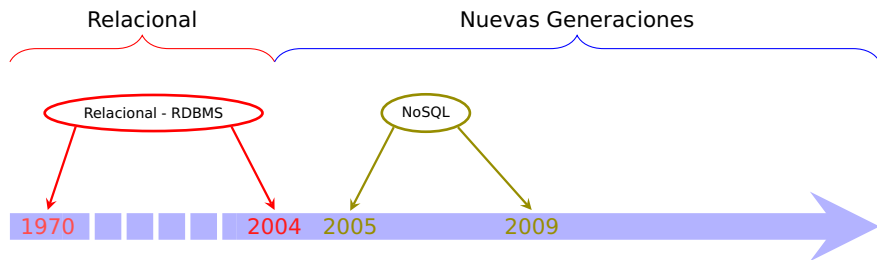 Relacional
Nuevas Generaciones
Relacional - RDBMS
NoSQL
1970
2004
2005
2009